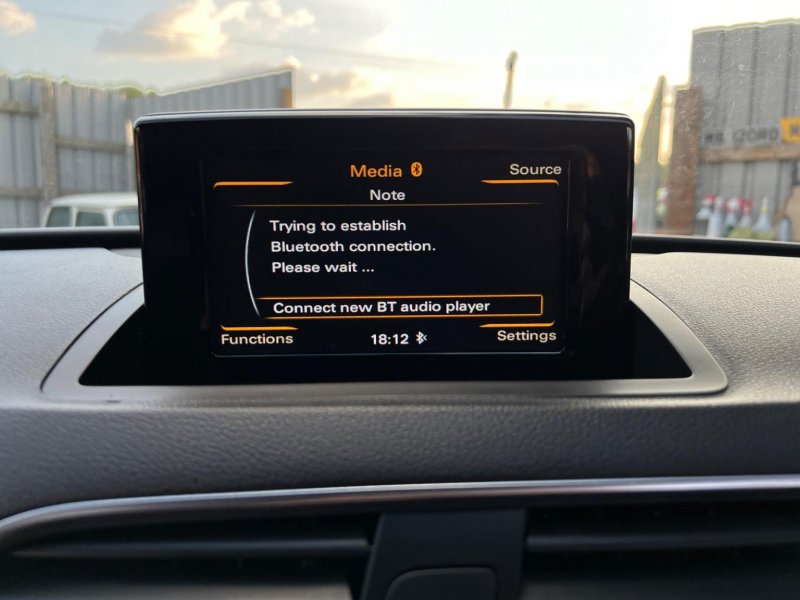 Media
Source
Note
Trying to establish
Bluetooth connection.
Please wait ...
Connect new BT audio player
Functions
18:12
Settings